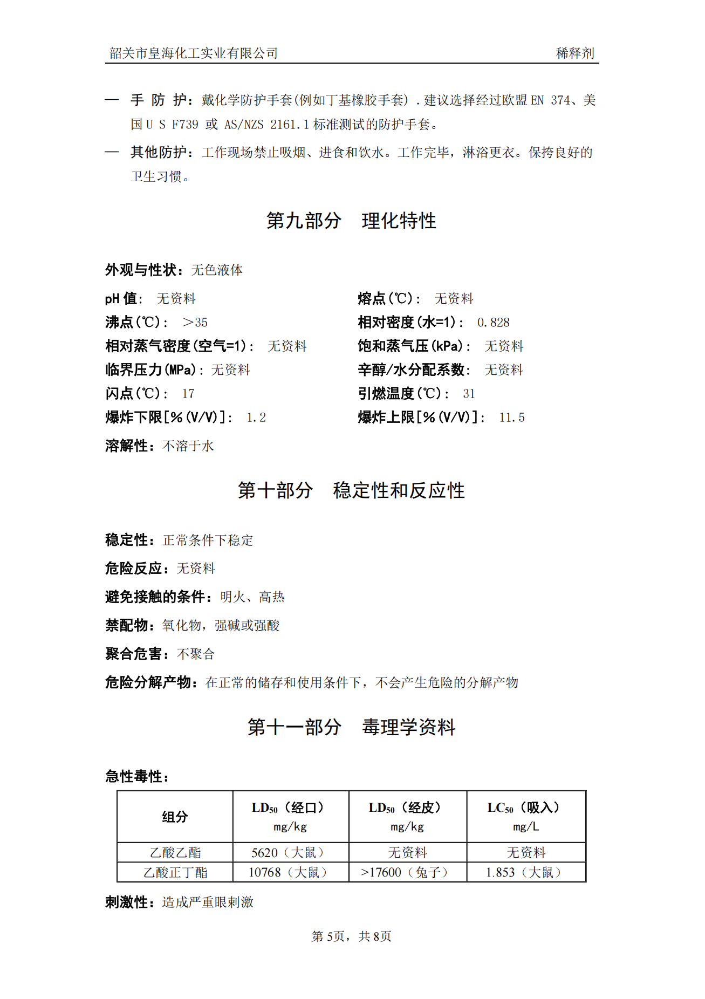 韶关市皇海化工实业有限公司 稀释剂
— 手 防 护：戴化学防护手套(例如丁基橡胶手套) .建议选择经过欧盟 EN 374、美
国 U S F739 或 AS/NZS 2161.1 标准测试的防护手套。
— 其他防护：工作现场禁止吸烟、进食和饮水。工作完毕，淋浴更衣。保挎良好的
卫生习惯。
第九部分 理化特性
外观与性状：无色液体
pH 值: 无资料 熔点(℃): 无资料
沸点(℃): ＞35 相对密度(水=1): 0.828
相对蒸气密度(空气=1): 无资料 饱和蒸气压(kPa): 无资料
临界压力(MPa): 无资料 辛醇/水分配系数: 无资料
闪点(℃): 17 引燃温度(℃): 31
爆炸下限[％(V/V)]: 1.2 爆炸上限[％(V/V)]: 11.5
溶解性：不溶于水
第十部分 稳定性和反应性
稳定性：正常条件下稳定
危险反应：无资料
避免接触的条件：明火、高热
禁配物：氧化物，强碱或强酸
聚合危害：不聚合
危险分解产物：在正常的储存和使用条件下，不会产生危险的分解产物
第十一部分 毒理学资料
急性毒性：
组分 LD50（经口） mg/kg LD50（经皮） mg/kg LC50（吸入） mg/L
乙酸乙酯 5620（大鼠） 无资料 无资料
乙酸正丁酯 10768（大鼠） >17600（兔子） 1.853（大鼠）
刺激性：造成严重眼刺激
第 5页，共 8页